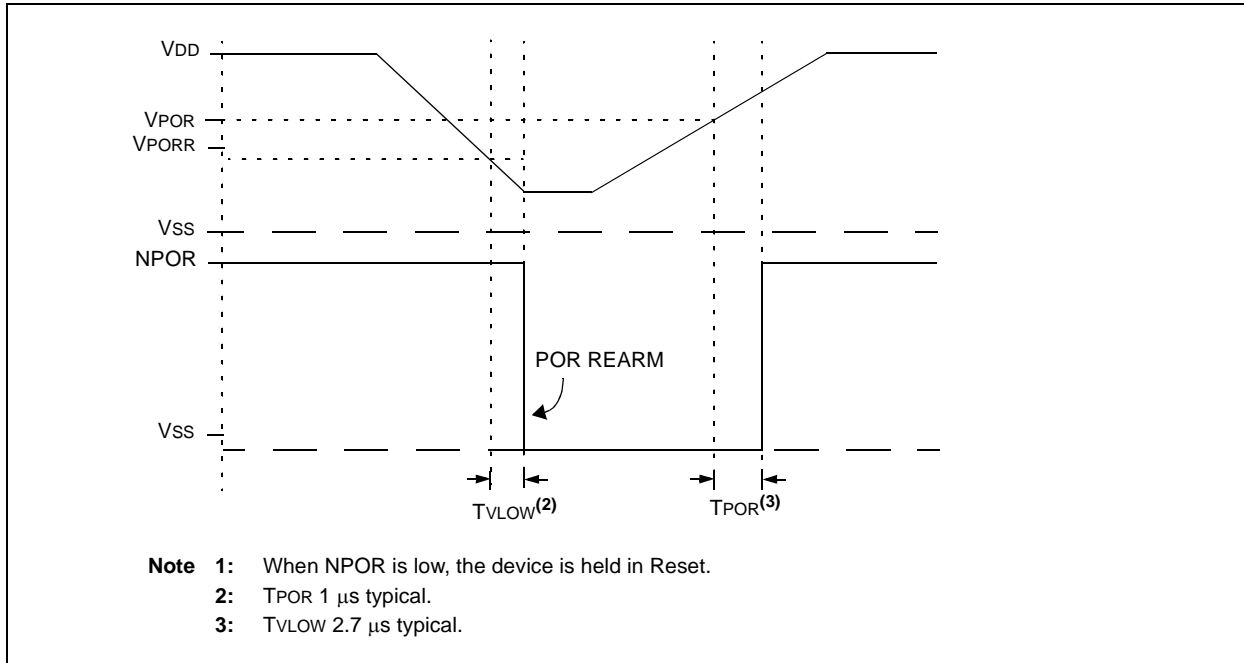 VDD
VPOR
VPORR
VSS
NPOR
POR REARM
VSS
TVLOW(2)
TPOR(3)
Note 1: When NPOR is low, the device is held in Reset.
2: TPOR 1 μs typical.
3: TVLOW 2.7 μs typical.